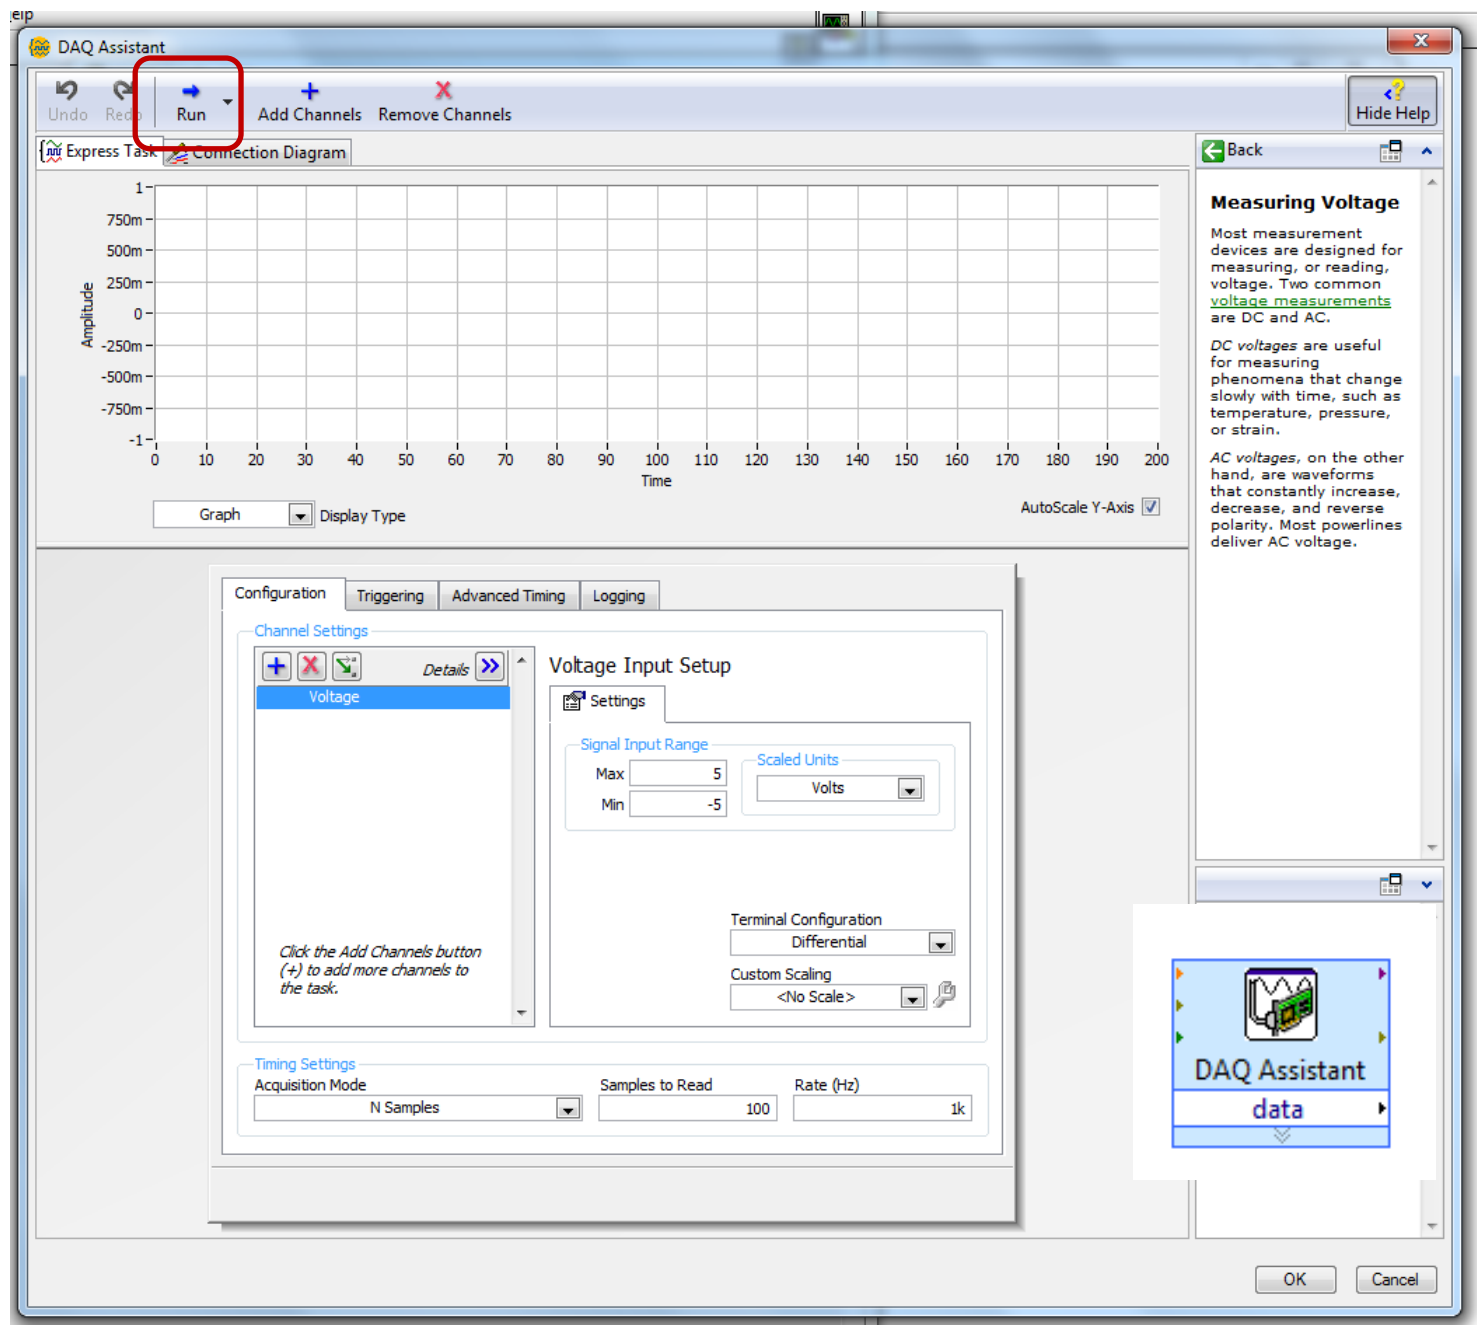 elp
DAQ Assistant
Undo Redo Run Add Channels Remove Channels Hide Help
Express Task Connection Diagram
1
750m
500m
250m
0
-250m
-500m
-750m
-1
Amplitude
0 10 20 30 40 50 60 70 80 90 100 110 120 130 140 150 160 170 180 190 200
Time
Graph Display Type AutoScale Y-Axis
Back
Measuring Voltage
Most measurement
devices are designed for
measuring, or reading,
voltage. Two common
voltage measurements
are DC and AC.
DC voltages are useful
for measuring
phenomena that change
slowly with time, such as
temperature, pressure,
or strain.
AC voltages, on the other
hand, are waveforms
that constantly increase,
decrease, and reverse
polarity. Most powerlines
deliver AC voltage.
Configuration Triggering Advanced Timing Logging
Channel Settings
Details
Voltage
Click the Add Channels button
(+) to add more channels to
the task.
Voltage Input Setup
Settings
Signal Input Range
Max 5
Min -5
Scaled Units
Volts
Terminal Configuration
Differential
Custom Scaling
<No Scale>
Timing Settings
Acquisition Mode Samples to Read Rate (Hz)
N Samples 100 1k
DAQ Assistant
data
OK Cancel